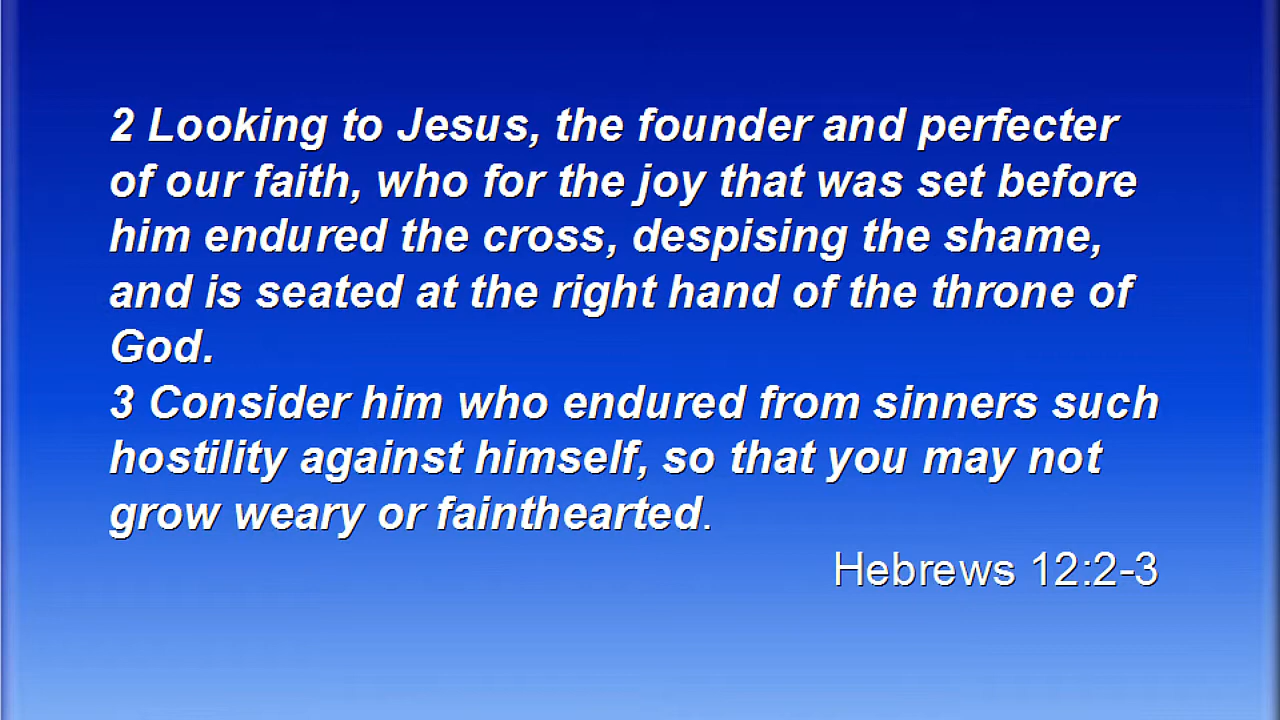 2 Looking to Jesus, the founder and perfecter
of our faith, who for the joy that was set before
him endured the cross, despising the shame,
and is seated at the right hand of the throne of
God.
3 Consider him who endured from sinners such
hostility against himself, so that you may not
grow weary or fainthearted.
Hebrews 12:2-3